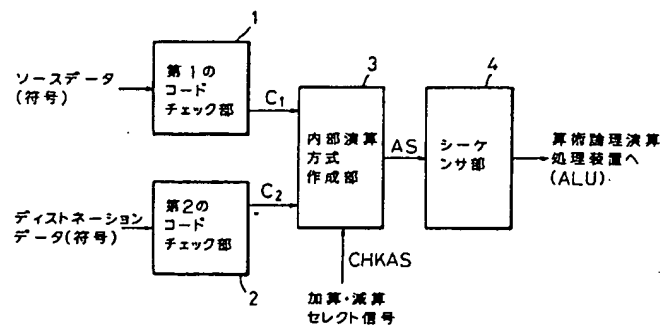 1
第1の
コード
チェック部
ソースデータ
(符号)
C1
3
内部演算
方式
作成部
AS
4
シーケ
ンサ部
算術論理演算
処理装置へ
(ALU)
C2
第2の
コード
チェック部
ディストネーション
データ(符号)
2
CHKAS
加算・減算
セレクト信号